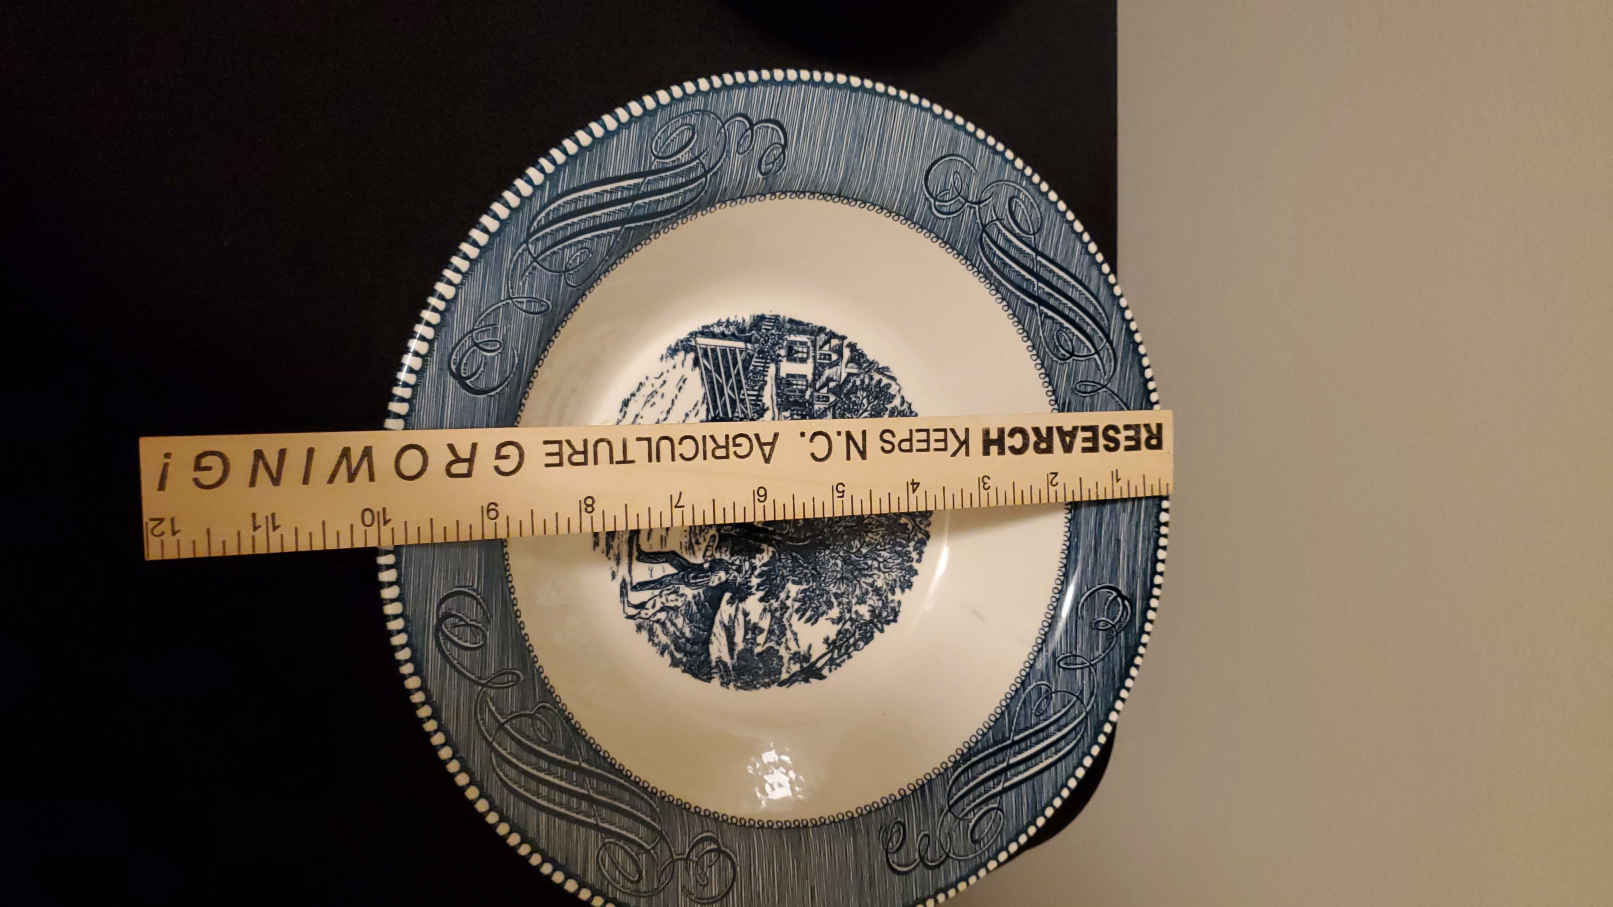 RESEARCH KEEPS N.C. AGRICULTURE GROWING!
1 2 3 4 5 6 7 8 9 10 11 12